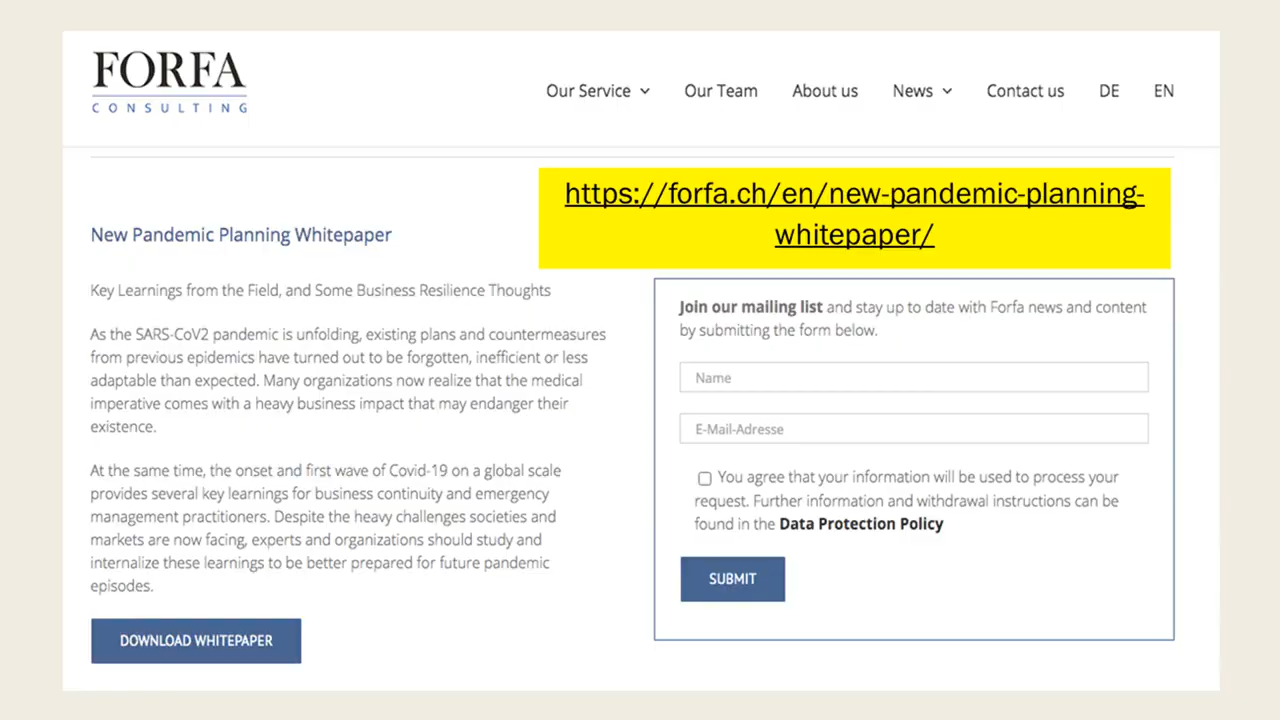 FORFA
CONSULTING
Our Service
Our Team
About us
News
Contact us
DE
EN
https://forfa.ch/en/new-pandemic-planning-
whitepaper/
New Pandemic Planning Whitepaper
Key Learnings from the Field, and Some Business Resilience Thoughts
As the SARS-CoV2 pandemic is unfolding, existing plans and countermeasures
from previous epidemics have turned out to be forgotten, inefficient or less
adaptable than expected. Many organizations now realize that the medical
imperative comes with a heavy business impact that may endanger their
existence.
At the same time, the onset and first wave of Covid-19 on a global scale
provides several key learnings for business continuity and emergency
management practitioners. Despite the heavy challenges societies and
markets are now facing, experts and organizations should study and
internalize these learnings to be better prepared for future pandemic
episodes.
DOWNLOAD WHITEPAPER
Join our mailing list and stay up to date with Forfa news and content
by submitting the form below.
Name
E-Mail-Adresse
You agree that your information will be used to process your
request. Further information and withdrawal instructions can be
found in the Data Protection Policy
SUBMIT